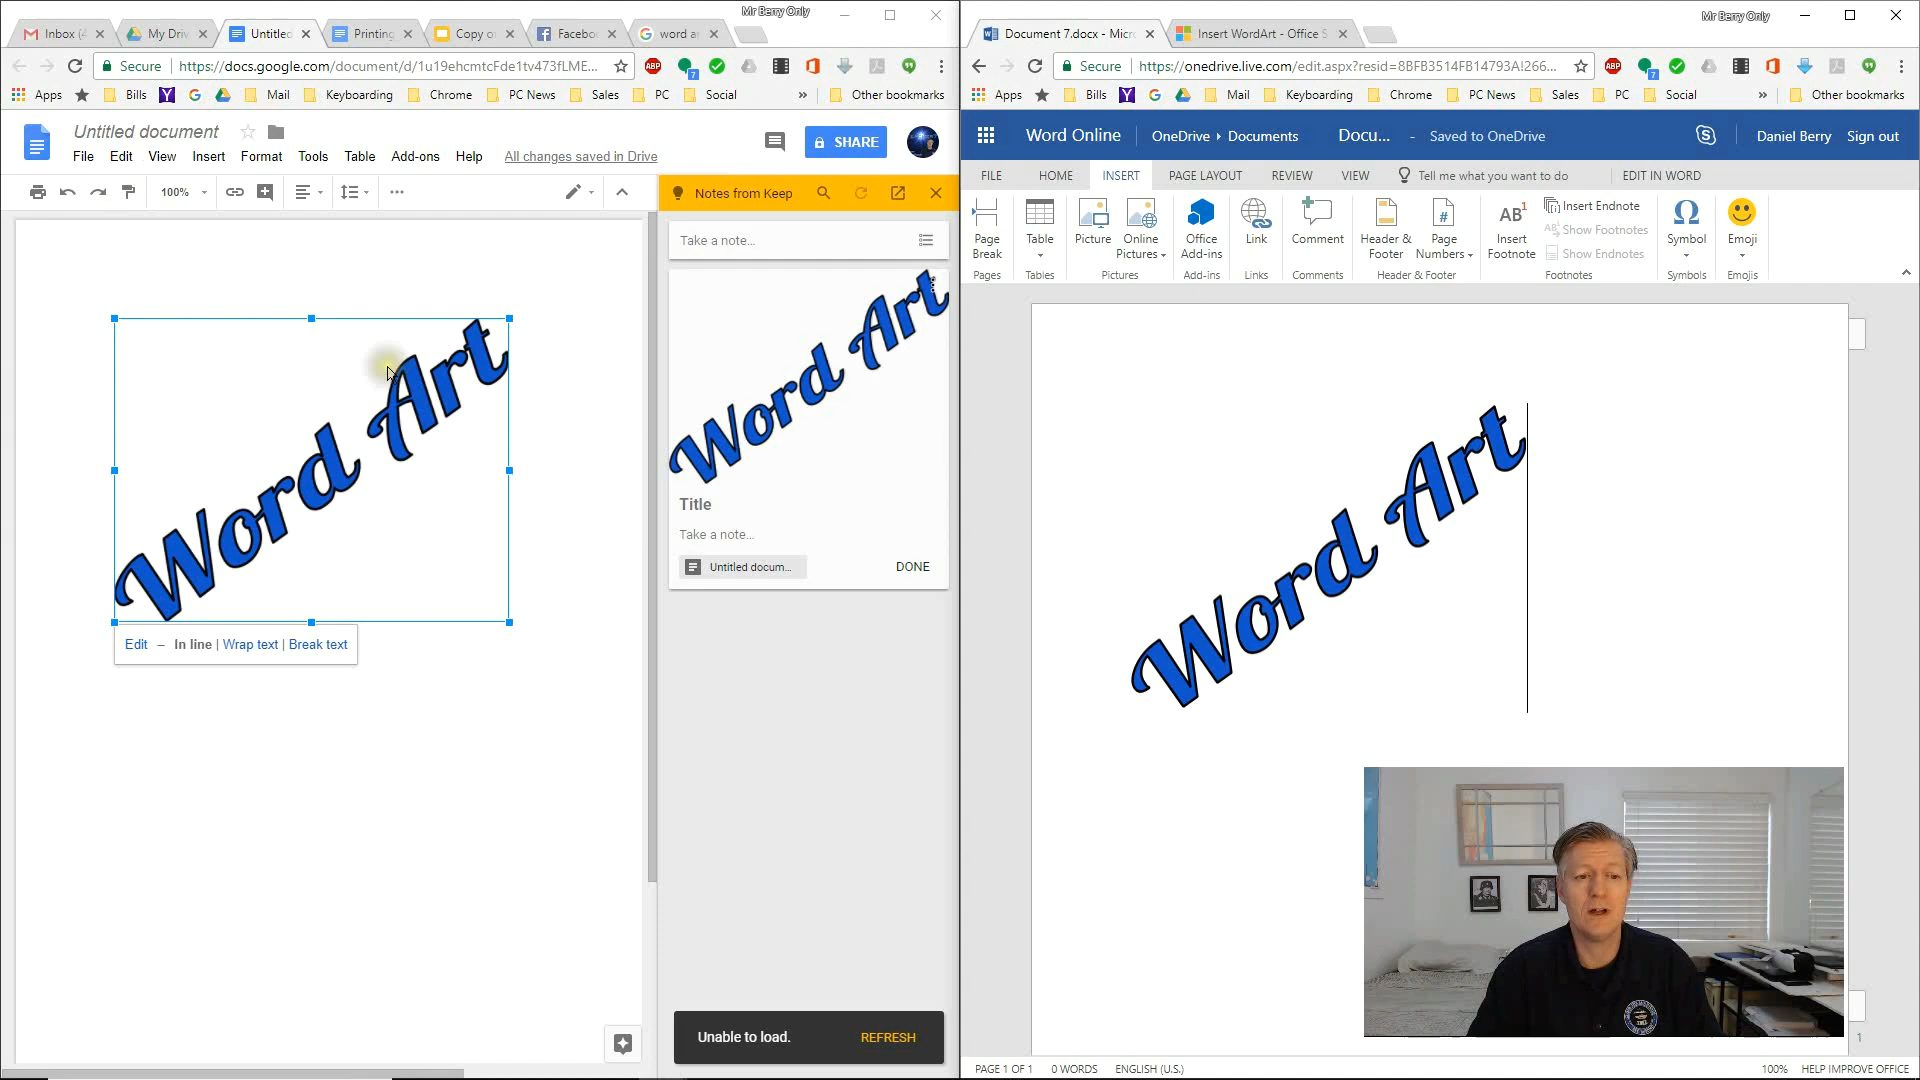 Mr Berry Only
Inbox (4
My Driv
Untitled
Printing
Copy o
Facebo
word a
Secure
https://docs.google.com/document/d/1u19ehcmtcFde1tv473fLME...
Apps
Bills
Mail
Keyboarding
Chrome
PC News
Sales
PC
Social
»
Other bookmarks
Untitled document
SHARE
File Edit View Insert Format Tools Table Add-ons Help
All changes saved in Drive
100%
Notes from Keep
Take a note...
Word Art
Title
Take a note...
Untitled docum...
DONE
Word Art
Edit – In line | Wrap text | Break text
Unable to load.
REFRESH
Mr Berry Only
Document 7.docx - Micr
Insert WordArt - Office S
Secure
https://onedrive.live.com/edit.aspx?resid=8BFB3514FB14793A!266...
Apps
Bills
Mail
Keyboarding
Chrome
PC News
Sales
PC
Social
»
Other bookmarks
Word Online
OneDrive
Documents
Docu...
- Saved to OneDrive
Daniel Berry
Sign out
FILE HOME INSERT PAGE LAYOUT REVIEW VIEW
Tell me what you want to do
EDIT IN WORD
Page Break
Table
Picture
Online Pictures
Office Add-ins
Link
Comment
Header & Footer
Page Numbers
AB¹
Insert Footnote
Insert Endnote
Show Footnotes
Show Endnotes
Symbol
Emoji
Pages
Tables
Pictures
Add-ins
Links
Comments
Header & Footer
Footnotes
Symbols
Emojis
Word Art
1
PAGE 1 OF 1
0 WORDS
ENGLISH (U.S.)
100%
HELP IMPROVE OFFICE